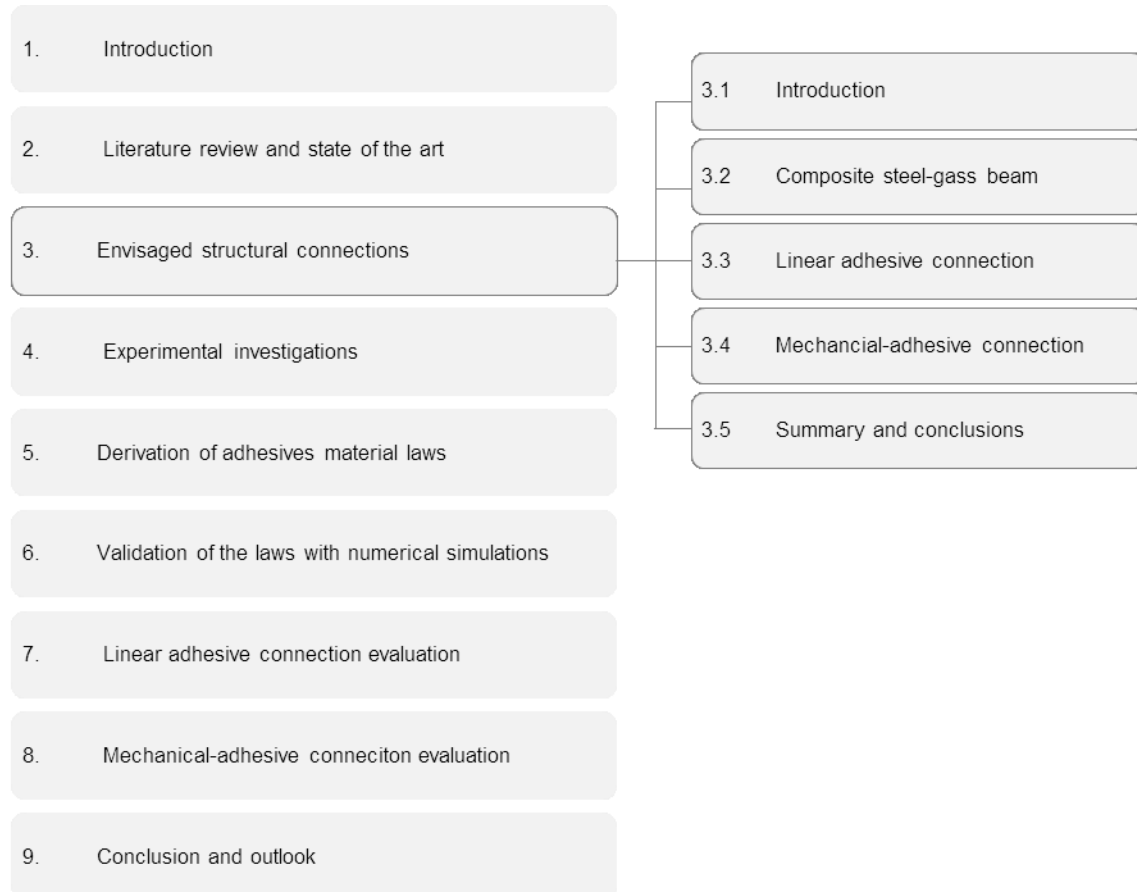 1. Introduction
2. Literature review and state of the art
3. Envisaged structural connections
4. Experimental investigations
5. Derivation of adhesives material laws
6. Validation of the laws with numerical simulations
7. Linear adhesive connection evaluation
8. Mechanical-adhesive conneciton evaluation
9. Conclusion and outlook
3.1 Introduction
3.2 Composite steel-gass beam
3.3 Linear adhesive connection
3.4 Mechancial-adhesive connection
3.5 Summary and conclusions